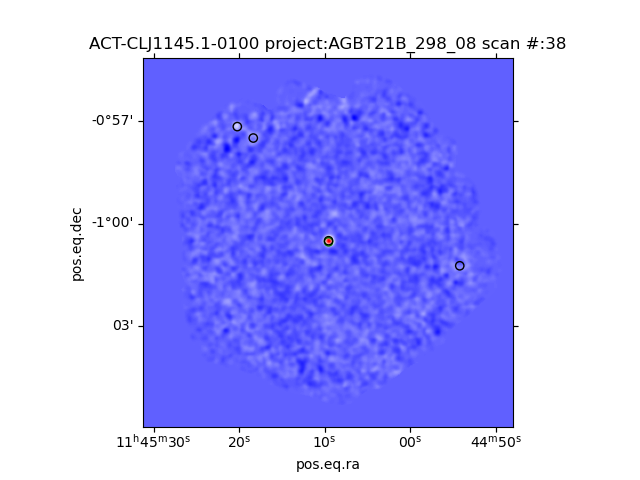 ACT-CLJ1145.1-0100 project:AGBT21B_298_08 scan #:38
pos.eq.dec
-0°57'
-1°00'
03'
11ʰ45ᵐ30ˢ 20ˢ 10ˢ 00ˢ 44ᵐ50ˢ
pos.eq.ra